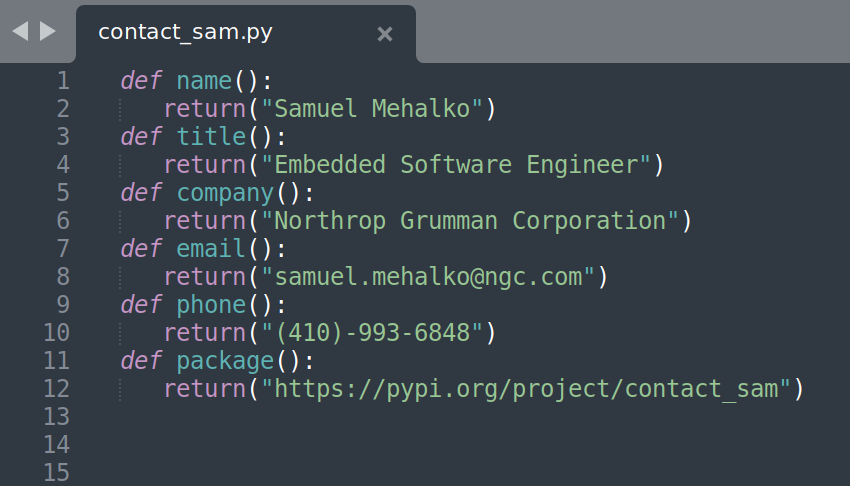 contact_sam.py ×
1 def name():
2 return("Samuel Mehalko")
3 def title():
4 return("Embedded Software Engineer")
5 def company():
6 return("Northrop Grumman Corporation")
7 def email():
8 return("samuel.mehalko@ngc.com")
9 def phone():
10 return("(410)-993-6848")
11 def package():
12 return("https://pypi.org/project/contact_sam")
13
14
15